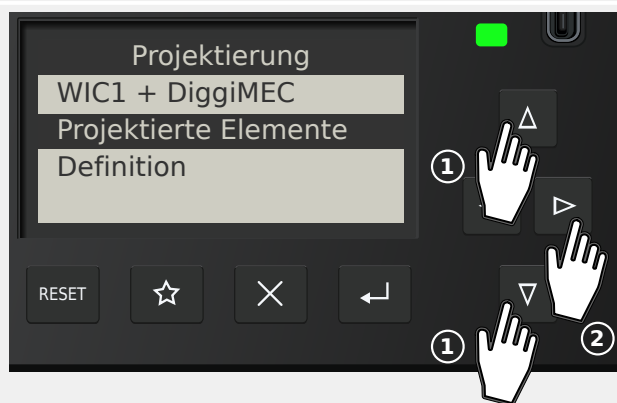 Projektierung
WIC1 + DiggiMEC
Projektierte Elemente
Definition
1
RESET
1
2